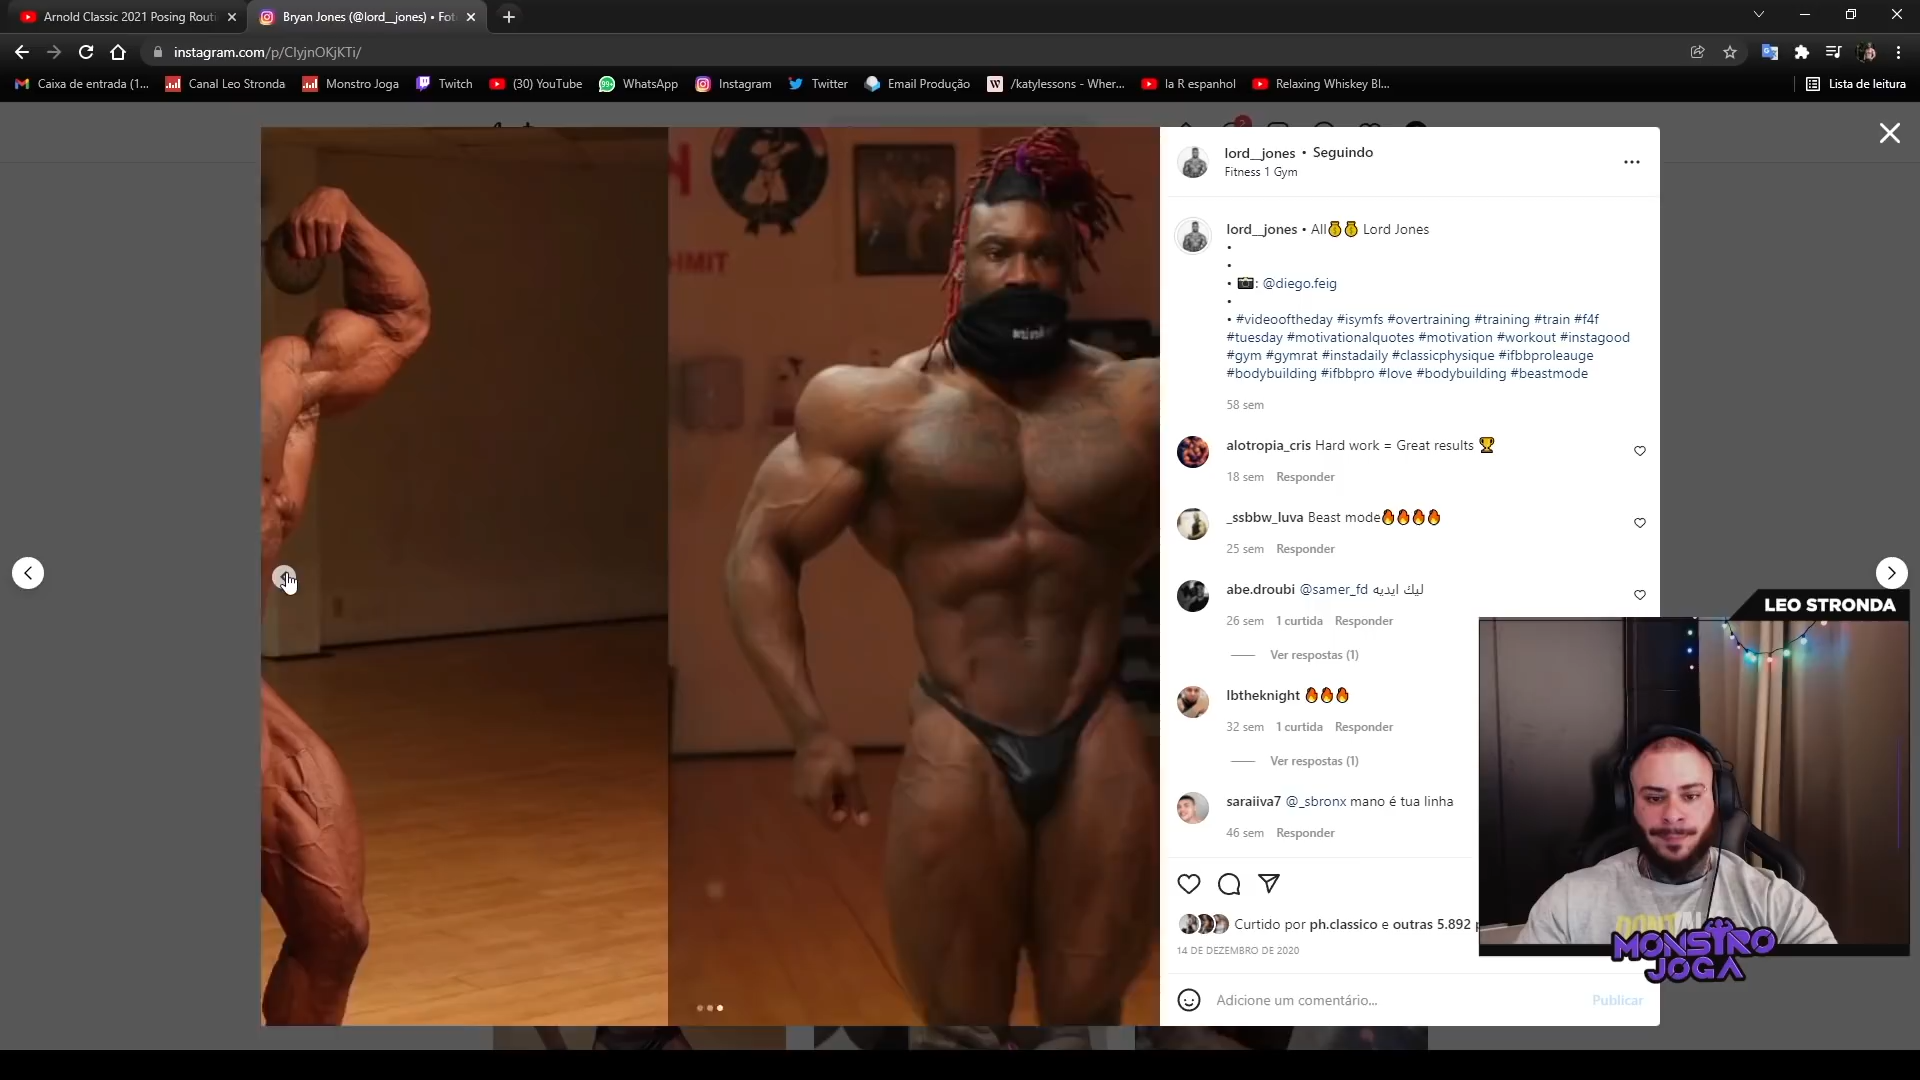 Arnold Classic 2021 Posing Routi
Bryan Jones (@lord__jones) • Fot
instagram.com/p/CIyjnOKjKTi/
Caixa de entrada (1...
Canal Leo Stronda
Monstro Joga
Twitch
(30) YouTube
99+
WhatsApp
Instagram
Twitter
Email Produção
W
/katylessons - Wher...
la R espanhol
Relaxing Whiskey Bl...
Lista de leitura
2
HMIT
lord__jones • Seguindo
Fitness 1 Gym
lord__jones • All🥇🥇 Lord Jones
•
•
• 📷: @diego.feig
•
• #videooftheday #isymfs #overtraining #training #train #f4f
#tuesday #motivationalquotes #motivation #workout #instagood
#gym #gymrat #instadaily #classicphysique #ifbbproleauge
#bodybuilding #ifbbpro #love #bodybuilding #beastmode
58 sem
alotropia_cris Hard work = Great results 🏆
18 sem Responder
_ssbbw_luva Beast mode🔥🔥🔥🔥
25 sem Responder
abe.droubi @samer_fd ليك ايديه
26 sem 1 curtida Responder
Ver respostas (1)
lbtheknight 🔥🔥🔥
32 sem 1 curtida Responder
Ver respostas (1)
saraiiva7 @_sbronx mano é tua linha
46 sem Responder
Curtido por ph.classico e outras 5.892 p
14 DE DEZEMBRO DE 2020
Adicione um comentário...
Publicar
LEO STRONDA
MONSTRO
JOGA